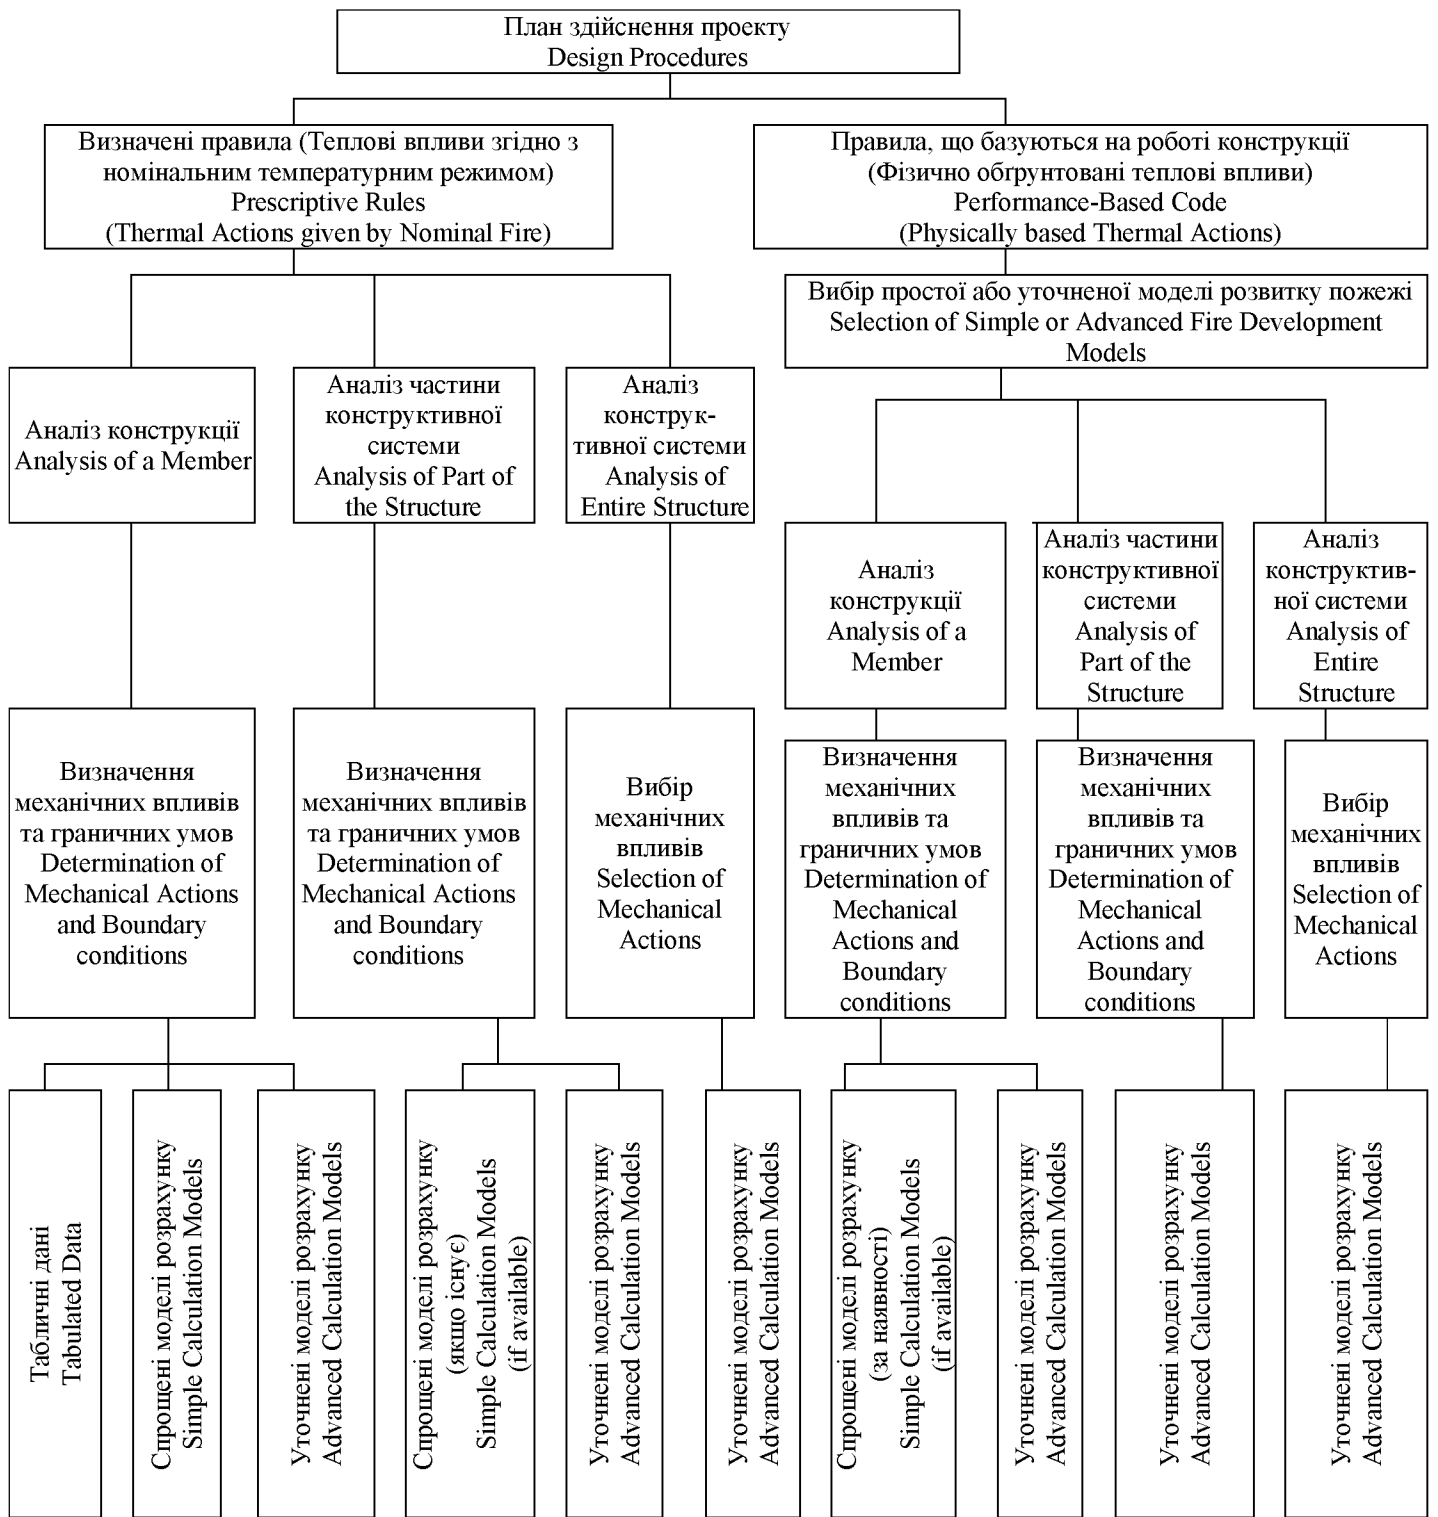 План здійснення проекту
Design Procedures
Визначені правила (Теплові впливи згідно з
номінальним температурним режимом)
Prescriptive Rules
(Thermal Actions given by Nominal Fire)
Правила, що базуються на роботі конструкції
(Фізично обґрунтовані теплові впливи)
Performance-Based Code
(Physically based Thermal Actions)
Вибір простої або уточненої моделі розвитку пожежі
Selection of Simple or Advanced Fire Development
Models
Аналіз конструкції
Analysis of a Member
Аналіз частини
конструктивної
системи
Analysis of Part of
the Structure
Аналіз
конструк-
тивної системи
Analysis of
Entire Structure
Аналіз
конструкції
Analysis of a
Member
Аналіз частини
конструктивної
системи
Analysis of
Part of the
Structure
Аналіз
конструктив-
ної системи
Analysis of
Entire
Structure
Визначення
механічних впливів
та граничних умов
Determination of
Mechanical Actions
and Boundary
conditions
Визначення
механічних впливів
та граничних умов
Determination of
Mechanical Actions
and Boundary
conditions
Вибір
механічних
впливів
Selection of
Mechanical
Actions
Визначення
механічних
впливів та
граничних умов
Determination of
Mechanical
Actions and
Boundary
conditions
Визначення
механічних
впливів та
граничних умов
Determination of
Mechanical
Actions and
Boundary
conditions
Вибір
механічних
впливів
Selection of
Mechanical
Actions
Табличні дані
Tabulated Data
Спрощені моделі розрахунку
Simple Calculation Models
Уточнені моделі розрахунку
Advanced Calculation Models
Спрощені моделі розрахунку
(якщо існує)
Simple Calculation Models
(if available)
Уточнені моделі розрахунку
Advanced Calculation Models
Уточнені моделі розрахунку
Advanced Calculation Models
Спрощені моделі розрахунку
(за наявності)
Simple Calculation Models
(if available)
Уточнені моделі розрахунку
Advanced Calculation Models
Уточнені моделі розрахунку
Advanced Calculation Models
Уточнені моделі розрахунку
Advanced Calculation Models